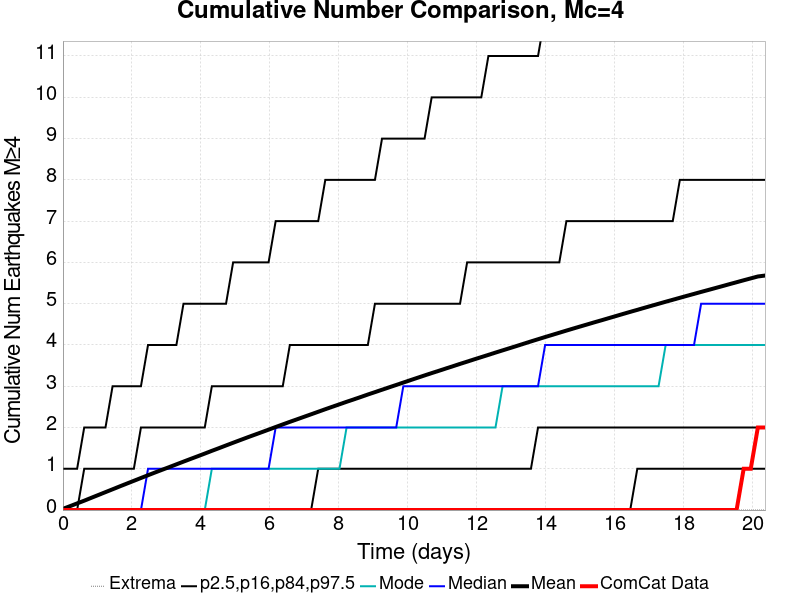 Cumulative Number Comparison, Mc=4
Cumulative Num Earthquakes M≥4
11
10
9
8
7
6
5
4
3
2
1
0
0 2 4 6 8 10 12 14 16 18 20
Time (days)
Extrema p2.5,p16,p84,p97.5 Mode Median Mean ComCat Data